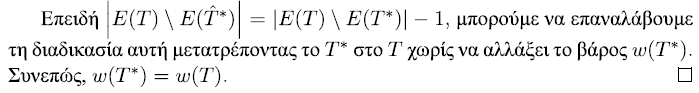 Επειδή |E(T) \ E(T̂*)| = |E(T) \ E(T*)| − 1, μπορούμε να επαναλάβουμε
τη διαδικασία αυτή μετατρέποντας το T* στο T χωρίς να αλλάξει το βάρος w(T*).
Συνεπώς, w(T*) = w(T). □